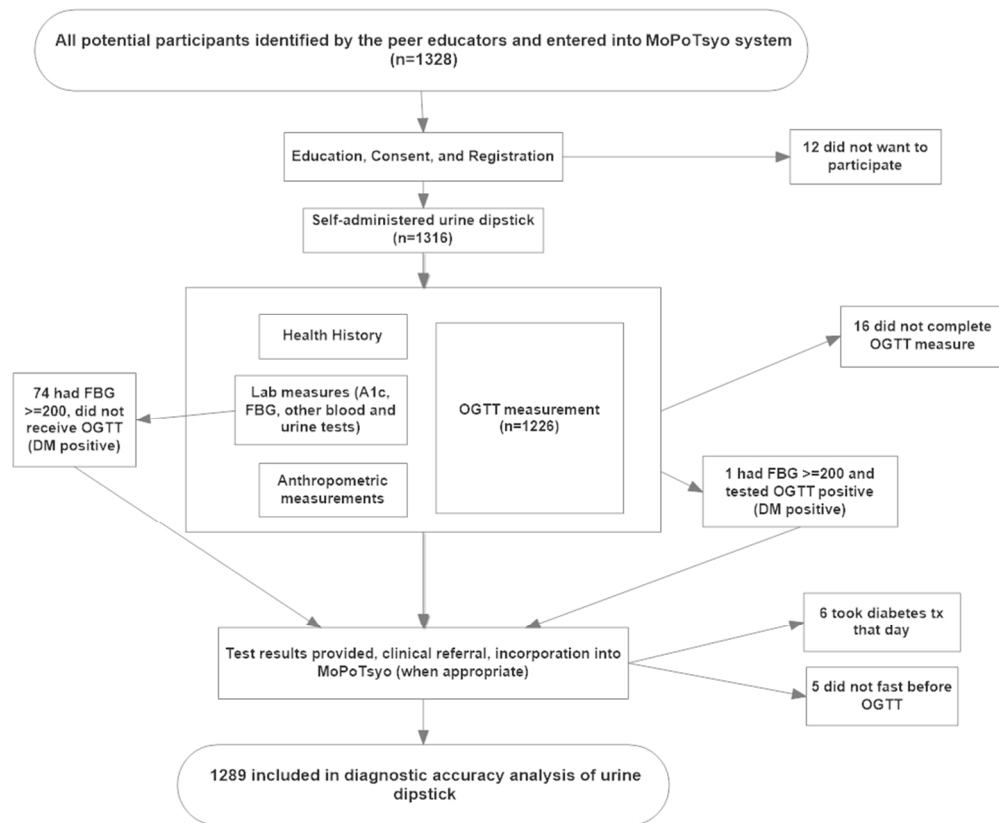 All potential participants identified by the peer educators and entered into MoPoTsyo system
(n=1328)
Education, Consent, and Registration
12 did not want to
participate
Self-administered urine dipstick
(n=1316)
Health History
16 did not complete
OGTT measure
74 had FBG
>=200, did not
receive OGTT
(DM positive)
Lab measures (A1c,
FBG, other blood and
urine tests)
OGTT measurement
(n=1226)
Anthropometric
measurements
1 had FBG >=200 and
tested OGTT positive
(DM positive)
Test results provided, clinical referral, incorporation into
MoPoTsyo (when appropriate)
6 took diabetes tx
that day
5 did not fast before
OGTT
1289 included in diagnostic accuracy analysis of urine
dipstick